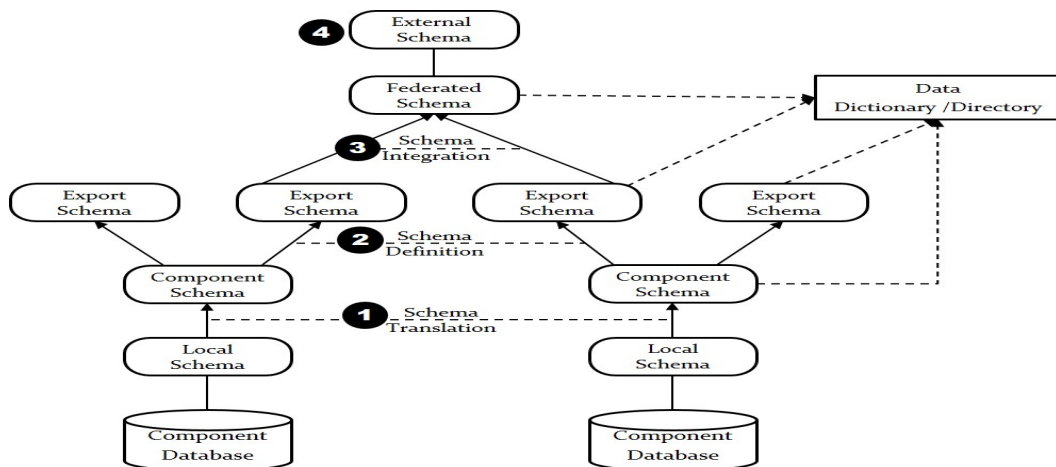 4
External
Schema
Federated
Schema
Data
Dictionary /Directory
3
Schema
Integration
Export
Schema
Export
Schema
Export
Schema
Export
Schema
2
Schema
Definition
Component
Schema
Component
Schema
1
Schema
Translation
Local
Schema
Local
Schema
Component
Database
Component
Database